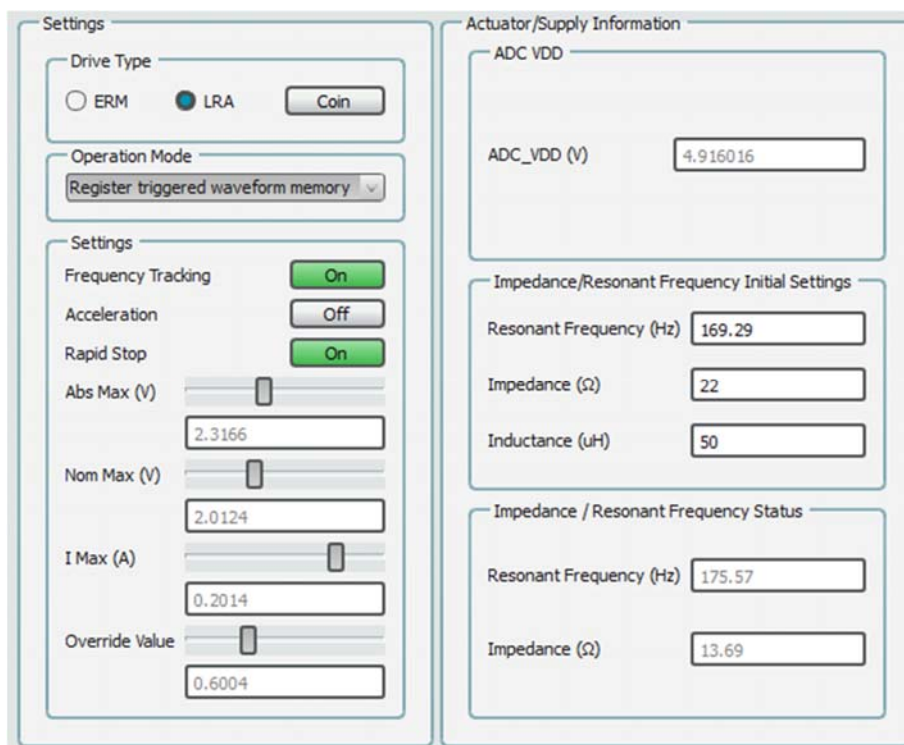 Settings
Drive Type
ERM LRA Coin
Operation Mode
Register triggered waveform memory
Settings
Frequency Tracking On
Acceleration Off
Rapid Stop On
Abs Max (V)
2.3166
Nom Max (V)
2.0124
I Max (A)
0.2014
Override Value
0.6004
Actuator/Supply Information
ADC VDD
ADC_VDD (V) 4.916016
Impedance/Resonant Frequency Initial Settings
Resonant Frequency (Hz) 169.29
Impedance (Ω) 22
Inductance (uH) 50
Impedance / Resonant Frequency Status
Resonant Frequency (Hz) 175.57
Impedance (Ω) 13.69